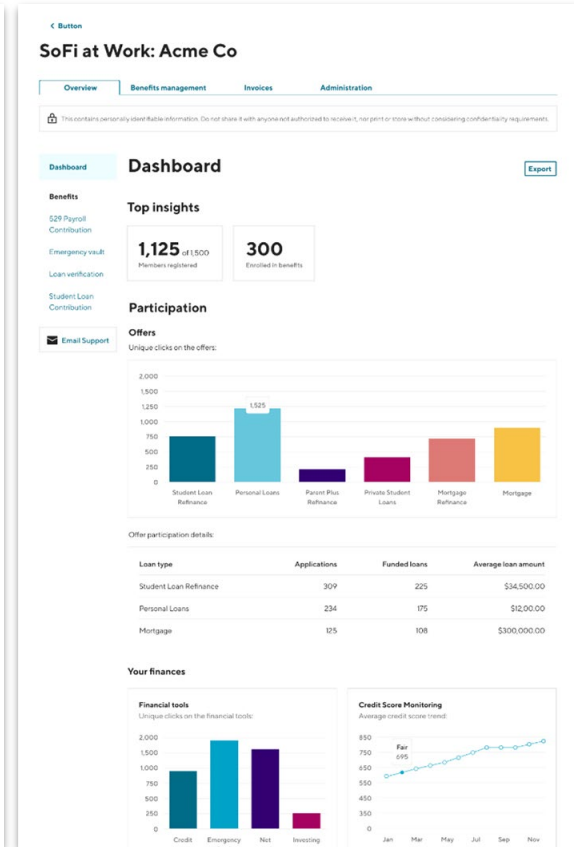 < Button
SoFi at Work: Acme Co
Overview
Benefits management
Invoices
Administration
This contains personally identifiable information. Do not share it with anyone not authorized to receive it, nor print or store without considering confidentiality requirements.
Dashboard
Benefits
529 Payroll
Contribution
Emergency vault
Loan verification
Student Loan
Contribution
Email Support
Dashboard
Export
Top insights
1,125 of 1,500
Members registered
300
Enrolled in benefits
Participation
Offers
Unique clicks on the offers:
2,000
1,500
1,250
1,000
750
500
250
0
1,525
Student Loan
Refinance
Personal Loans
Parent Plus
Refinance
Private Student
Loans
Mortgage
Refinance
Mortgage
Offer participation details:
Loan type Applications Funded loans Average loan amount
Student Loan Refinance 309 225 $34,500.00
Personal Loans 234 175 $12,00.00
Mortgage 125 108 $300,000.00
Your finances
Financial tools
Unique clicks on the financial tools:
2,000
1,500
1,000
750
500
250
0
Credit
Emergency
Net
Investing
Credit Score Monitoring
Average credit score trend:
850
750
650
550
450
350
0
Fair
695
Jan
Mar
May
Jul
Sep
Nov